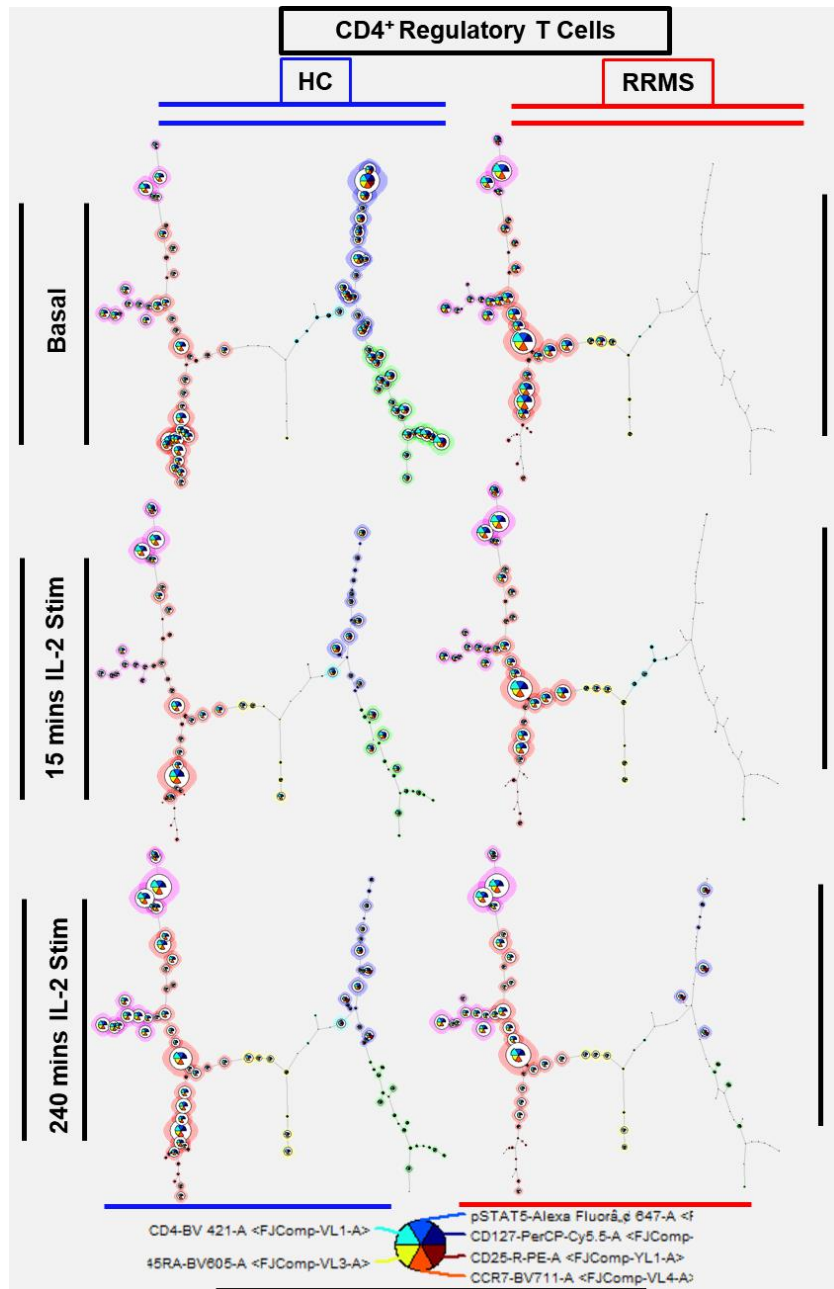 CD4⁺ Regulatory T Cells
HC
RRMS
Basal
15 mins IL-2 Stim
240 mins IL-2 Stim
pSTAT5-Alexa Fluorâ„¢ 647-A <F
CD4-BV 421-A <FJComp-VL1-A>
CD127-PerCP-Cy5.5-A <FJComp-
CD25-R-PE-A <FJComp-YL1-A>
45RA-BV605-A <FJComp-VL3-A>
CCR7-BV711-A <FJComp-VL4-A>